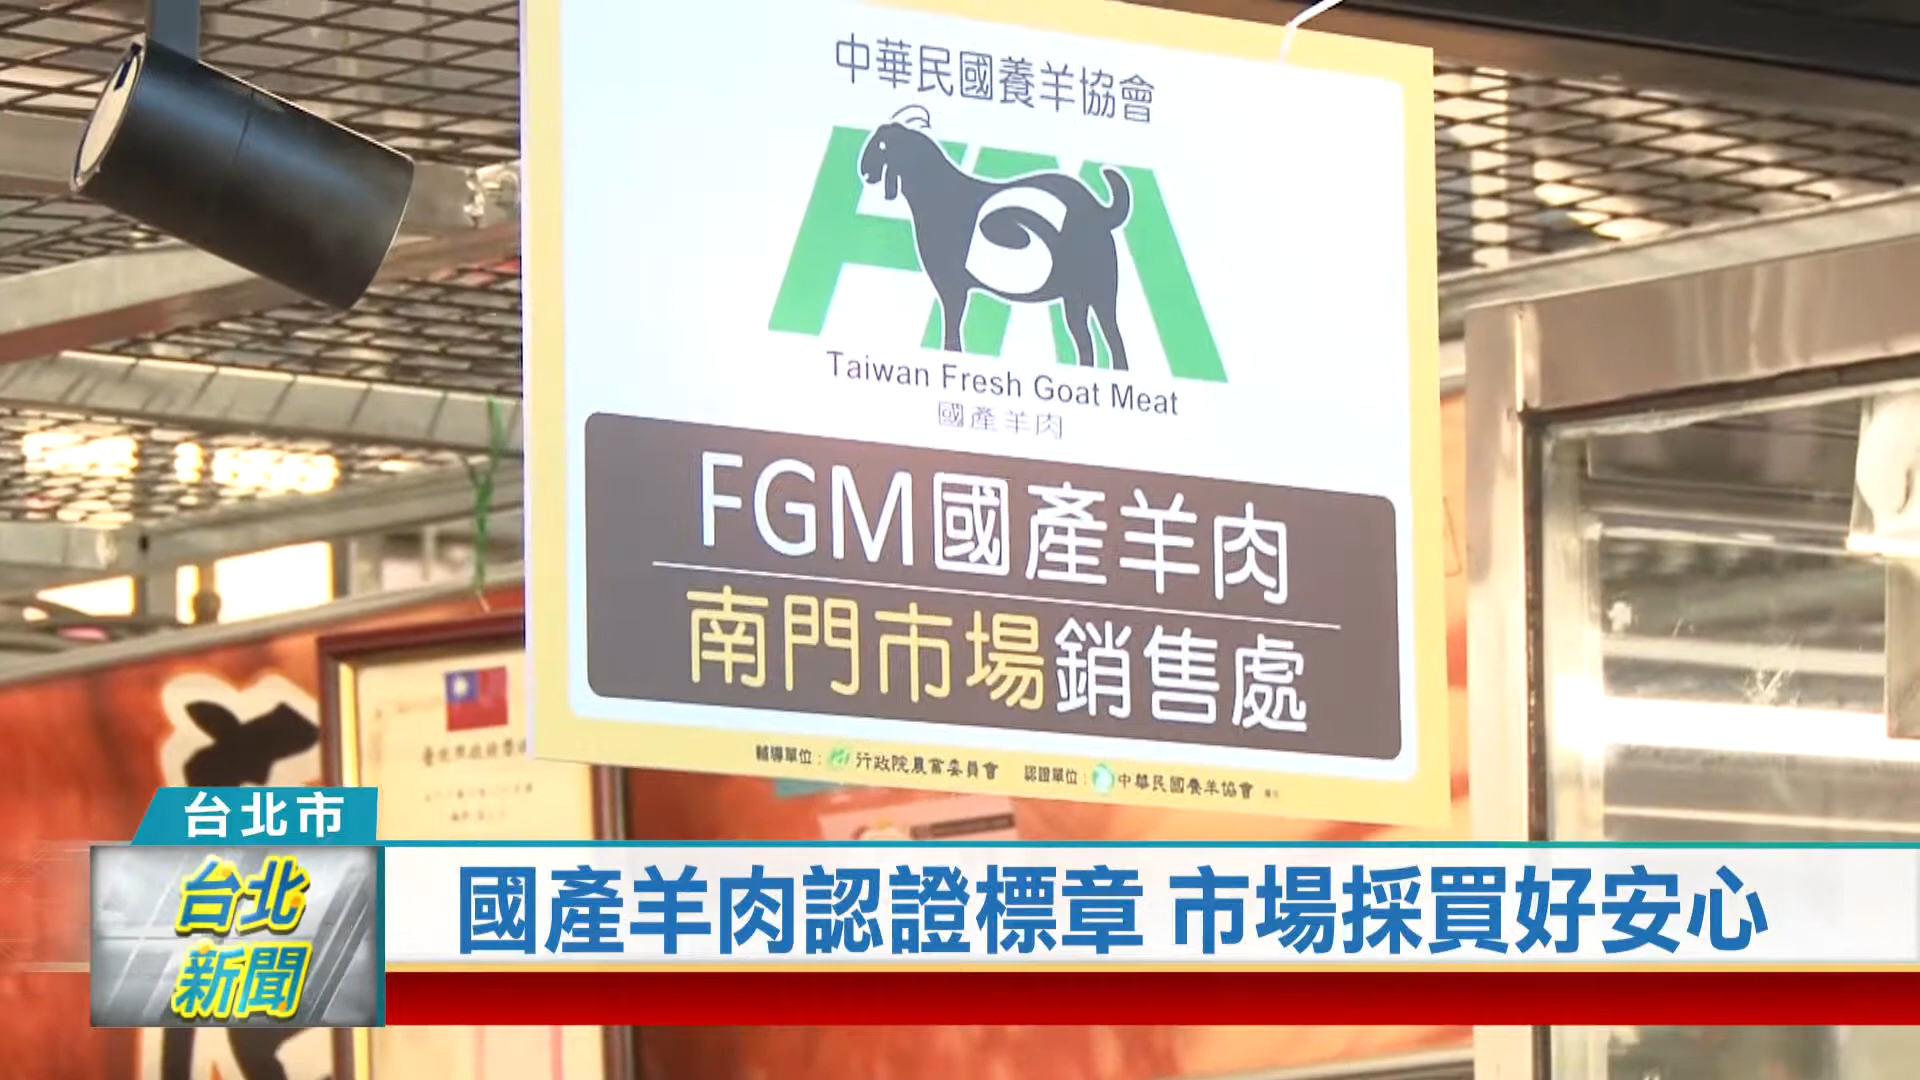 中華民國養羊協會
FGM
Taiwan Fresh Goat Meat
國產羊肉
FGM國產羊肉
南門市場銷售處
輔導單位：行政院農業委員會 認證單位：中華民國養羊協會
台北市
台北
新聞
國產羊肉認證標章 市場採買好安心